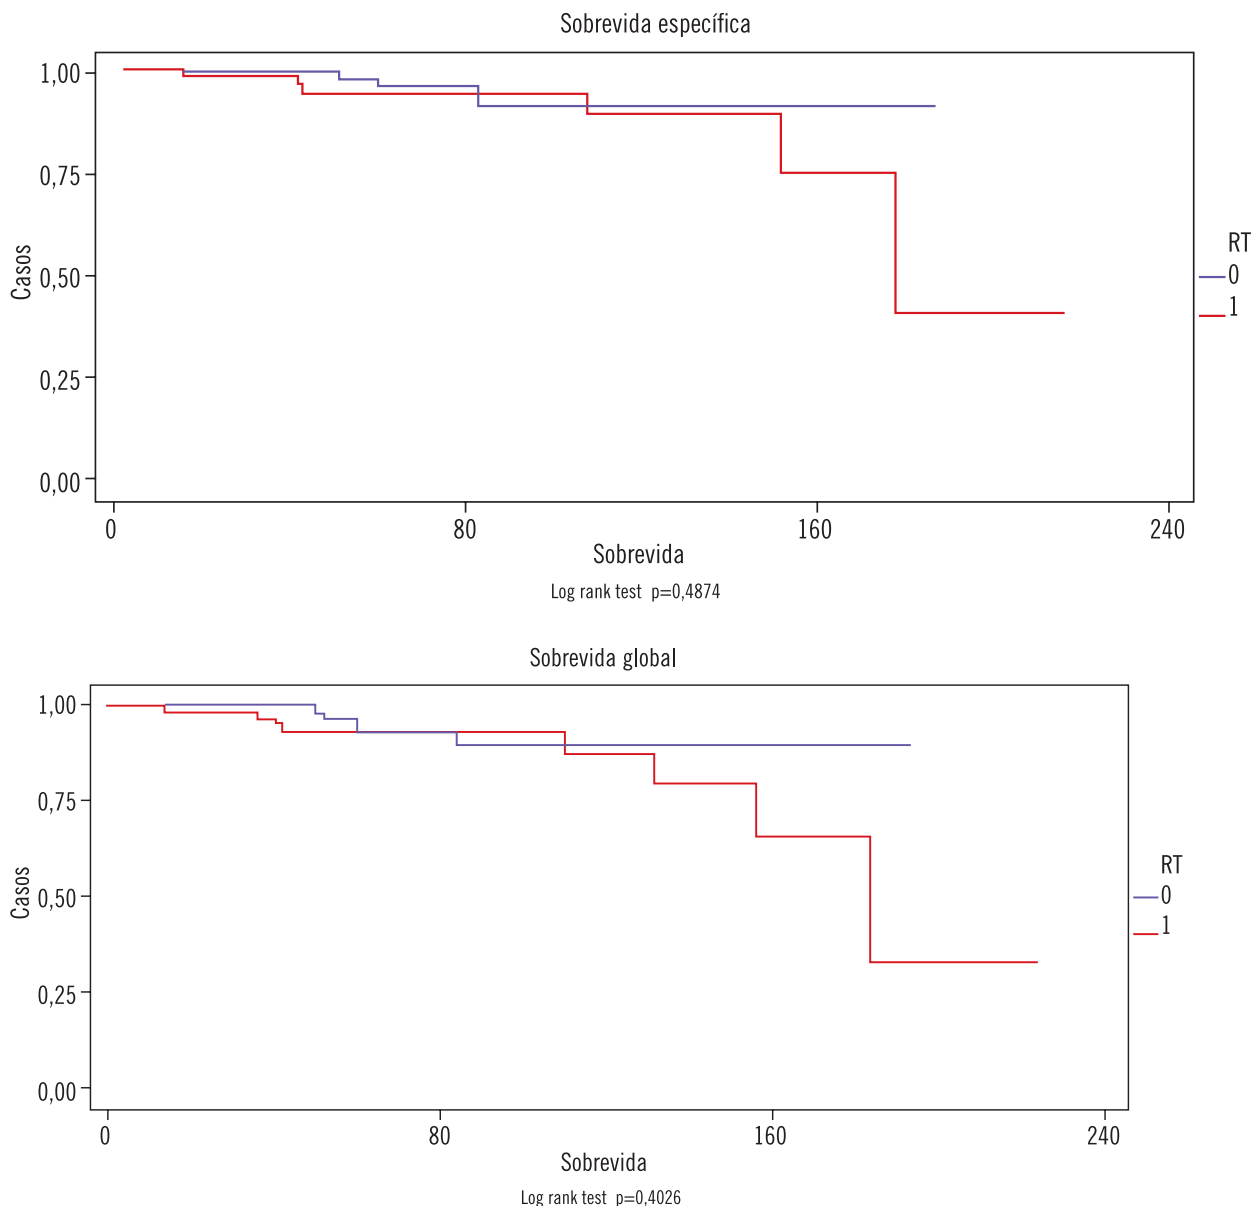 Sobrevida específica
1,00
0,75
0,50
0,25
0,00
Casos
0
80
160
240
Sobrevida
Log rank test p=0,4874
RT
0
1
Sobrevida global
1,00
0,75
0,50
0,25
0,00
Casos
0
80
160
240
Sobrevida
Log rank test p=0,4026
RT
0
1